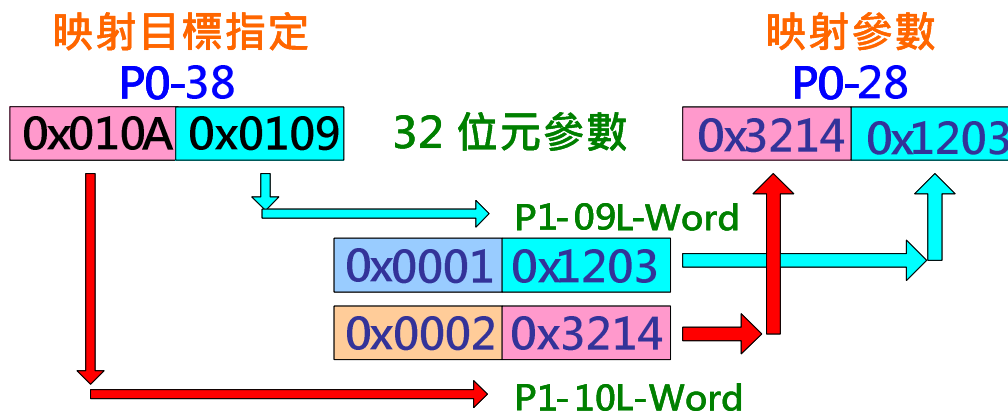 映射目標指定 映射參數
P0-38 P0-28
0x010A 0x0109 32 位元參數 0x3214 0x1203
P1-09L-Word
0x0001 0x1203
0x0002 0x3214
P1-10L-Word